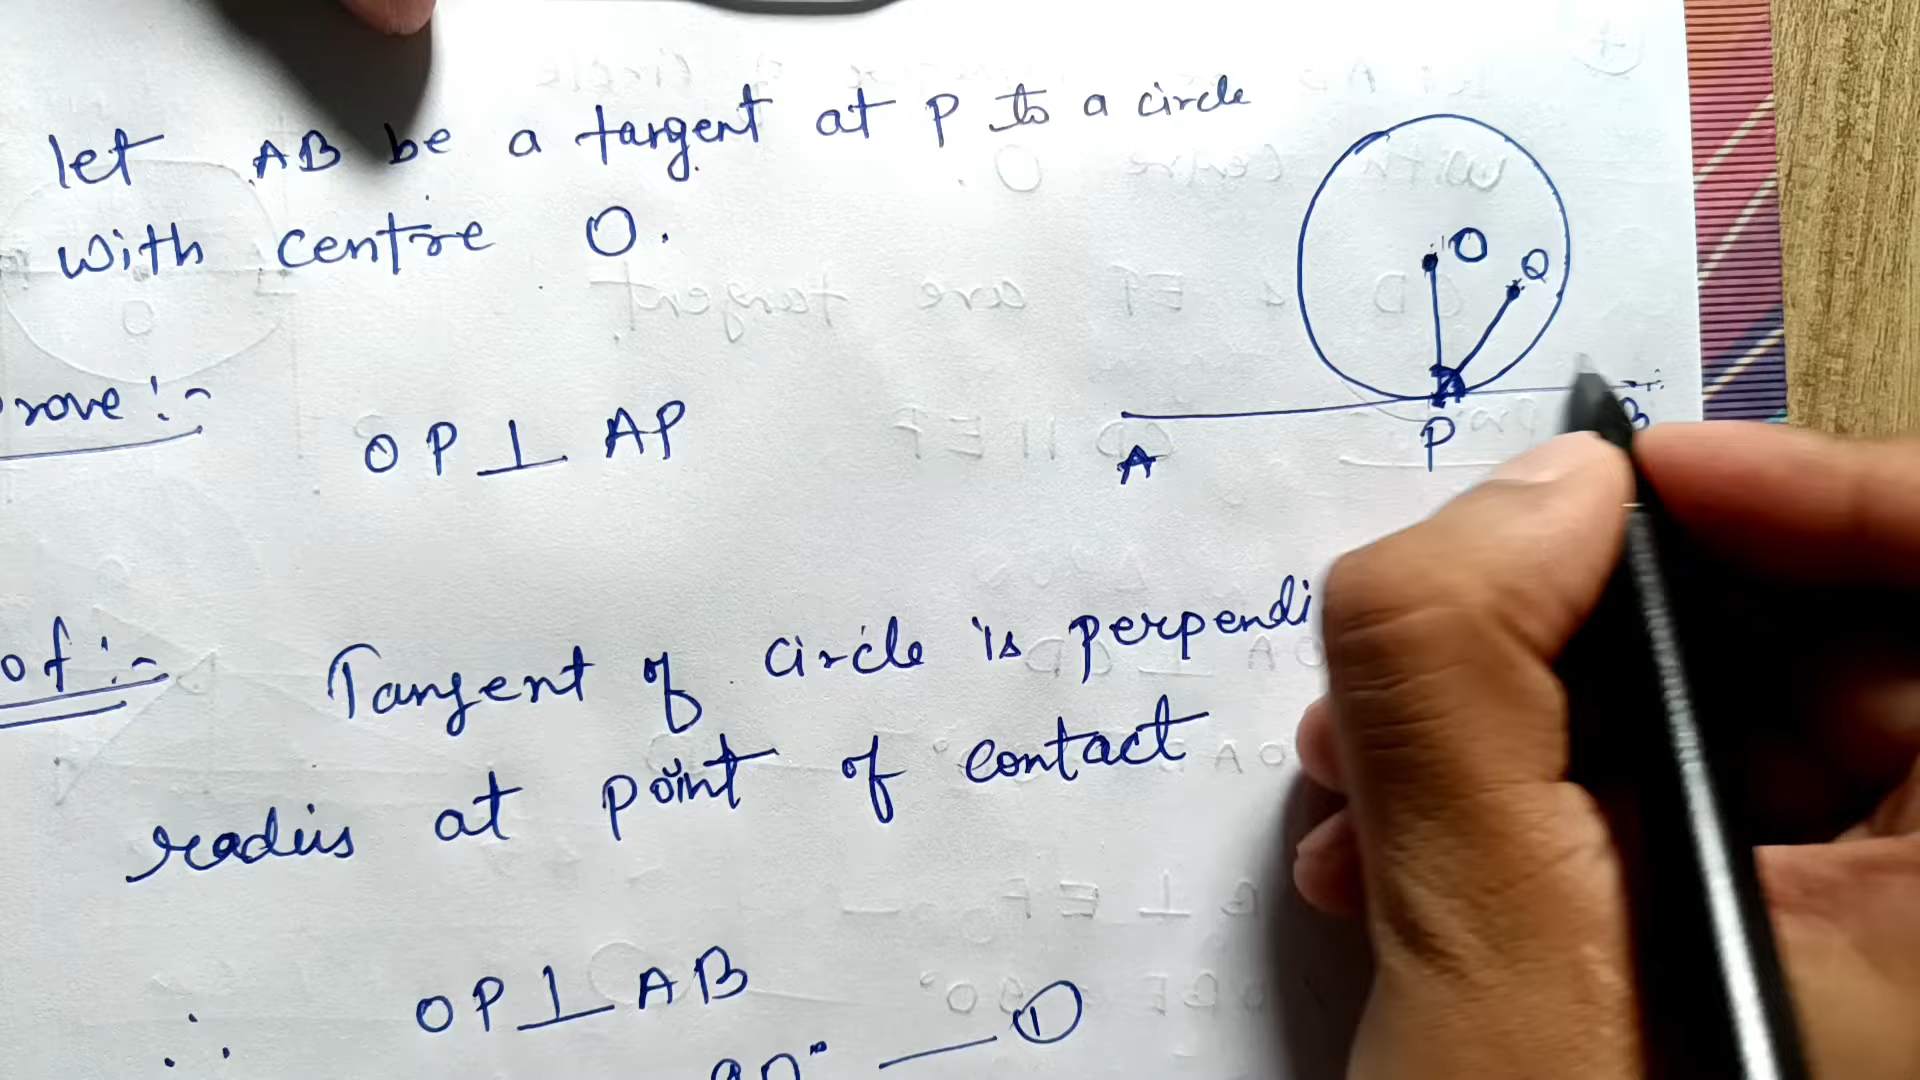 let AB be a tangent at P to a circle
with centre O.
O
Q
rove :-
OP ⊥ AP
A
P
B
of :- Tangent of circle is perpendi
radius at point of contact
∴ OP ⊥ AB
90° — ①